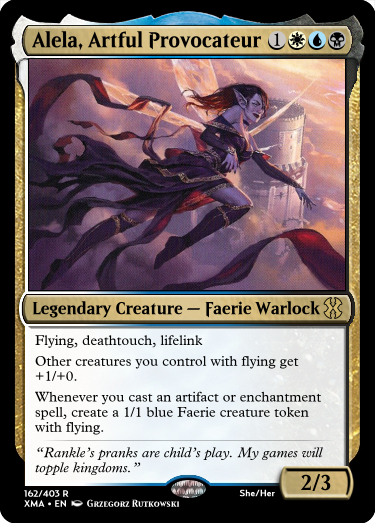 Alela, Artful Provocateur 1
Legendary Creature — Faerie Warlock
Flying, deathtouch, lifelink
Other creatures you control with flying get
+1/+0.
Whenever you cast an artifact or enchantment
spell, create a 1/1 blue Faerie creature token
with flying.
“Rankle's pranks are child's play. My games will
topple kingdoms.”
2/3
162/403 R She/Her
XMA • EN Grzegorz Rutkowski